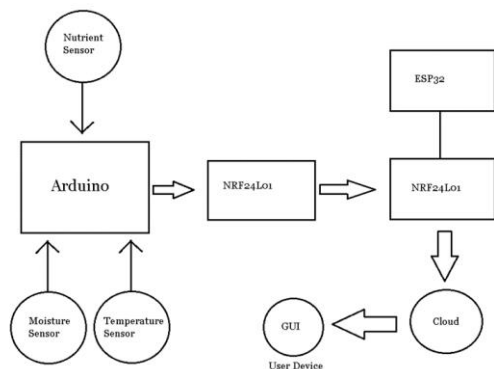 Nutrient
Sensor
ESP32
Arduino
NRF24L01
NRF24L01
Moisture
Sensor
Temperature
Sensor
GUI
User Device
Cloud